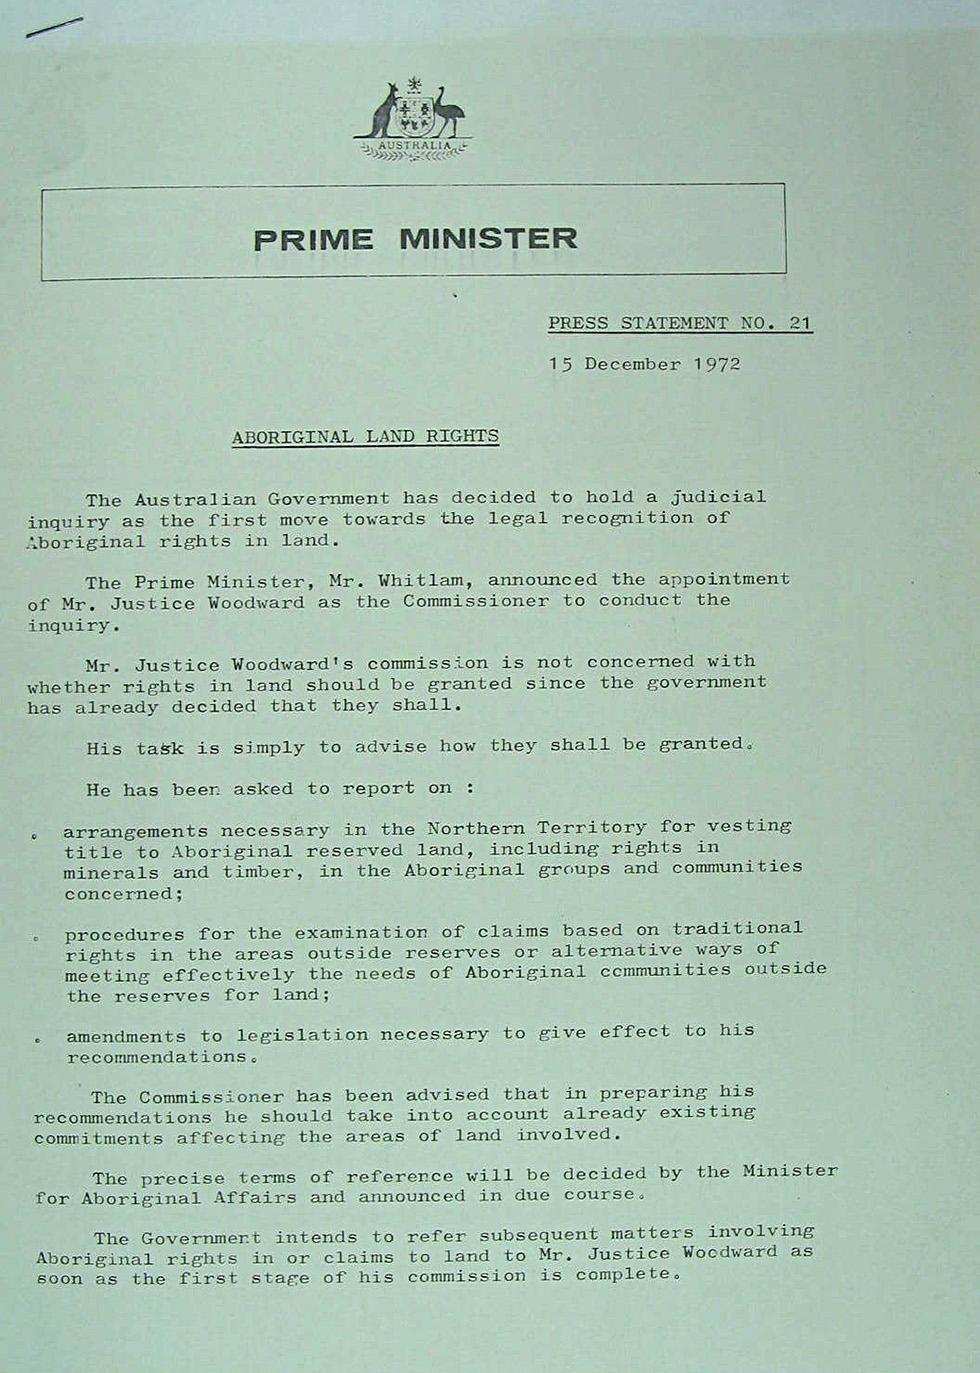 AUSTRALIA
PRIME MINISTER
PRESS STATEMENT NO. 21
15 December 1972
ABORIGINAL LAND RIGHTS
The Australian Government has decided to hold a judicial
inquiry as the first move towards the legal recognition of
Aboriginal rights in land.
The Prime Minister, Mr. Whitlam, announced the appointment
of Mr. Justice Woodward as the Commissioner to conduct the
inquiry.
Mr. Justice Woodward's commission is not concerned with
whether rights in land should be granted since the government
has already decided that they shall.
His task is simply to advise how they shall be granted.
He has been asked to report on :
. arrangements necessary in the Northern Territory for vesting
title to Aboriginal reserved land, including rights in
minerals and timber, in the Aboriginal groups and communities
concerned;
. procedures for the examination of claims based on traditional
rights in the areas outside reserves or alternative ways of
meeting effectively the needs of Aboriginal communities outside
the reserves for land;
. amendments to legislation necessary to give effect to his
recommendations.
The Commissioner has been advised that in preparing his
recommendations he should take into account already existing
commitments affecting the areas of land involved.
The precise terms of reference will be decided by the Minister
for Aboriginal Affairs and announced in due course.
The Government intends to refer subsequent matters involving
Aboriginal rights in or claims to land to Mr. Justice Woodward as
soon as the first stage of his commission is complete.